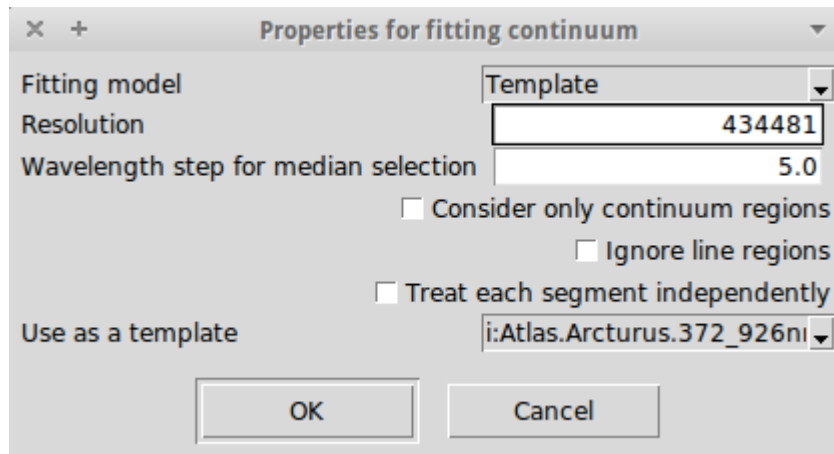 Properties for fitting continuum
Fitting model Template
Resolution 434481
Wavelength step for median selection 5.0
Consider only continuum regions
Ignore line regions
Treat each segment independently
Use as a template i:Atlas.Arcturus.372_926n
OK Cancel